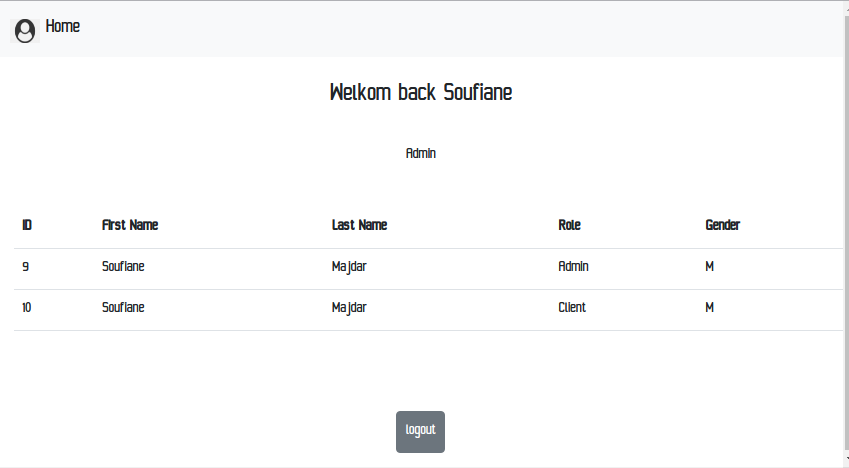 Home
Welkom back Soufiane
Admin
ID First Name Last Name Role Gender
9 Soufiane Majdar Admin M
10 Soufiane Majdar Client M
logout